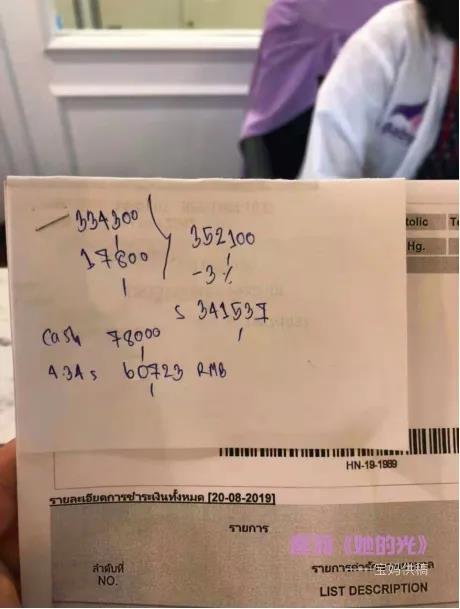 334300
17800
352100
-3%
s 341537
Cash 78000
4.34s 60723 RMB
tolic
Hg.
HN-19-1989
รายละเอียดการชำระเงินทั้งหมด [20-08-2019]
รายการ
ลำดับที่
NO.
LIST DESCRIPTION
《她的光》
宝妈供稿